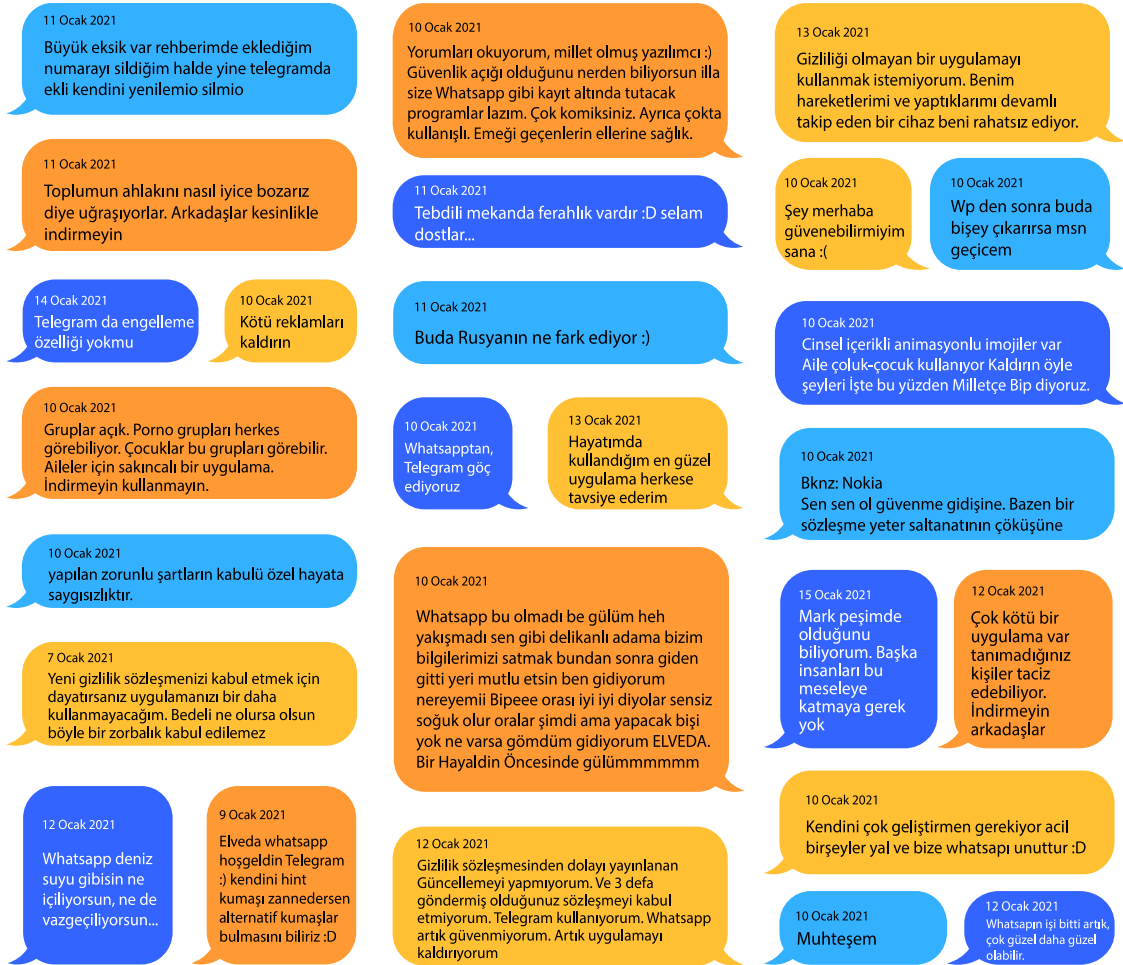 11 Ocak 2021
Büyük eksik var rehberimde eklediğim
numarayı sildiğim halde yine telegramda
ekli kendini yenilemio silmio
11 Ocak 2021
Toplumun ahlakını nasıl iyice bozarız
diye uğraşıyorlar. Arkadaşlar kesinlikle
indirmeyin
14 Ocak 2021
Telegram da engelleme
özelliği yokmu
10 Ocak 2021
Kötü reklamları
kaldırın
10 Ocak 2021
Gruplar açık. Porno grupları herkes
görebiliyor. Çocuklar bu grupları görebilir.
Aileler için sakıncalı bir uygulama.
İndirmeyin kullanmayın.
10 Ocak 2021
yapılan zorunlu şartların kabulü özel hayata
saygısızlıktır.
7 Ocak 2021
Yeni gizlilik sözleşmenizi kabul etmek için
dayatırsanız uygulamanızı bir daha
kullanmayacağım. Bedeli ne olursa olsun
böyle bir zorbalık kabul edilemez
12 Ocak 2021
Whatsapp deniz
suyu gibisin ne
içiliyorsun, ne de
vazgeçiliyorsun...
9 Ocak 2021
Elveda whatsapp
hoşgeldin Telegram
:) kendini hint
kumaşı zannedersen
alternatif kumaşlar
bulmasını biliriz :D
10 Ocak 2021
Yorumları okuyorum, millet olmuş yazılımcı :)
Güvenlik açığı olduğunu nerden biliyorsun illa
size Whatsapp gibi kayıt altında tutacak
programlar lazım. Çok komiksiniz. Ayrıca çokta
kullanışlı. Emeği geçenlerin ellerine sağlık.
11 Ocak 2021
Tebdili mekanda ferahlık vardır :D selam
dostlar...
11 Ocak 2021
Buda Rusyanın ne fark ediyor :)
10 Ocak 2021
Whatsapptan,
Telegram göç
ediyoruz
13 Ocak 2021
Hayatımda
kullandığım en güzel
uygulama herkese
tavsiye ederim
10 Ocak 2021
Whatsapp bu olmadı be gülüm heh
yakışmadı sen gibi delikanlı adama bizim
bilgilerimizi satmak bundan sonra giden
gitti yeri mutlu etsin ben gidiyorum
nereyemii Bipeee orası iyi iyi diyolar sensiz
soğuk olur oralar şimdi ama yapacak bişi
yok ne varsa gömdüm gidiyorum ELVEDA.
Bir Hayaldin Öncesinde gülümmmmmm
12 Ocak 2021
Gizlilik sözleşmesinden dolayı yayınlanan
Güncellemeyi yapmıyorum. Ve 3 defa
göndermiş olduğunuz sözleşmeyi kabul
etmiyorum. Telegram kullanıyorum. Whatsapp
artık güvenmiyorum. Artık uygulamayı
kaldırıyorum
13 Ocak 2021
Gizliliği olmayan bir uygulamayı
kullanmak istemiyorum. Benim
hareketlerimi ve yaptıklarımı devamlı
takip eden bir cihaz beni rahatsız ediyor.
10 Ocak 2021
Şey merhaba
güvenebilirmiyim
sana :(
10 Ocak 2021
Wp den sonra buda
bişey çıkarırsa msn
geçicem
10 Ocak 2021
Cinsel içerikli animasyonlu imojiler var
Aile çoluk-çocuk kullanıyor Kaldırın öyle
şeyleri İşte bu yüzden Milletçe Bip diyoruz.
10 Ocak 2021
Bknz: Nokia
Sen sen ol güvenme gidişine. Bazen bir
sözleşme yeter saltanatının çöküşüne
15 Ocak 2021
Mark peşimde
olduğunu
biliyorum. Başka
insanları bu
meseleye
katmaya gerek
yok
12 Ocak 2021
Çok kötü bir
uygulama var
tanımadığınız
kişiler taciz
edebiliyor.
İndirmeyin
arkadaşlar
10 Ocak 2021
Kendini çok geliştirmen gerekiyor acil
birşeyler yal ve bize whatsapı unuttur :D
10 Ocak 2021
Muhteşem
12 Ocak 2021
Whatsapın işi bitti artık,
çok güzel daha güzel
olabilir.